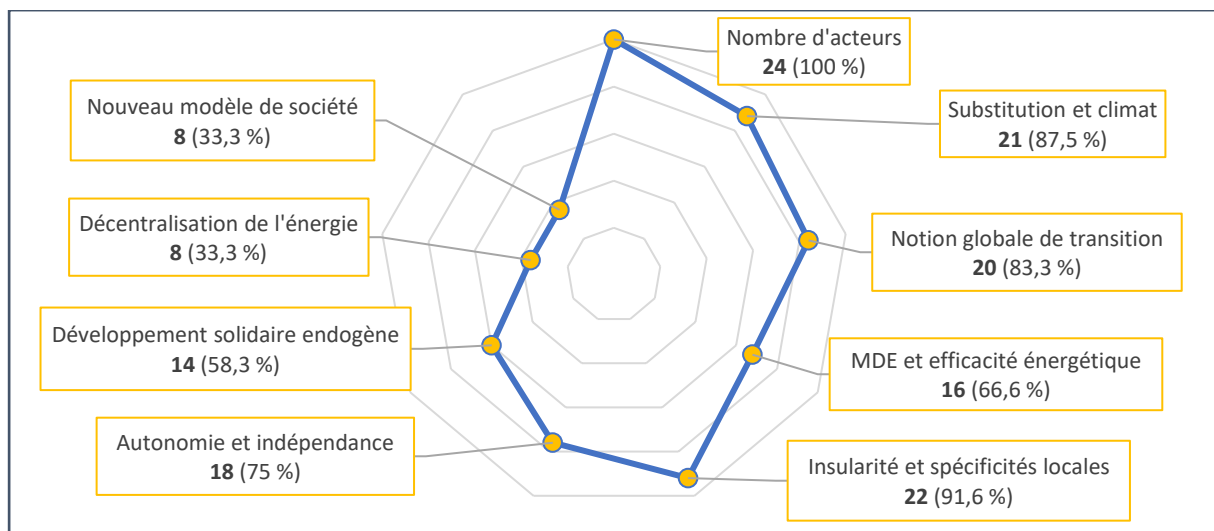 Nombre d'acteurs
24 (100 %)
Substitution et climat
21 (87,5 %)
Notion globale de transition
20 (83,3 %)
MDE et efficacité énergétique
16 (66,6 %)
Insularité et spécificités locales
22 (91,6 %)
Autonomie et indépendance
18 (75 %)
Développement solidaire endogène
14 (58,3 %)
Décentralisation de l'énergie
8 (33,3 %)
Nouveau modèle de société
8 (33,3 %)